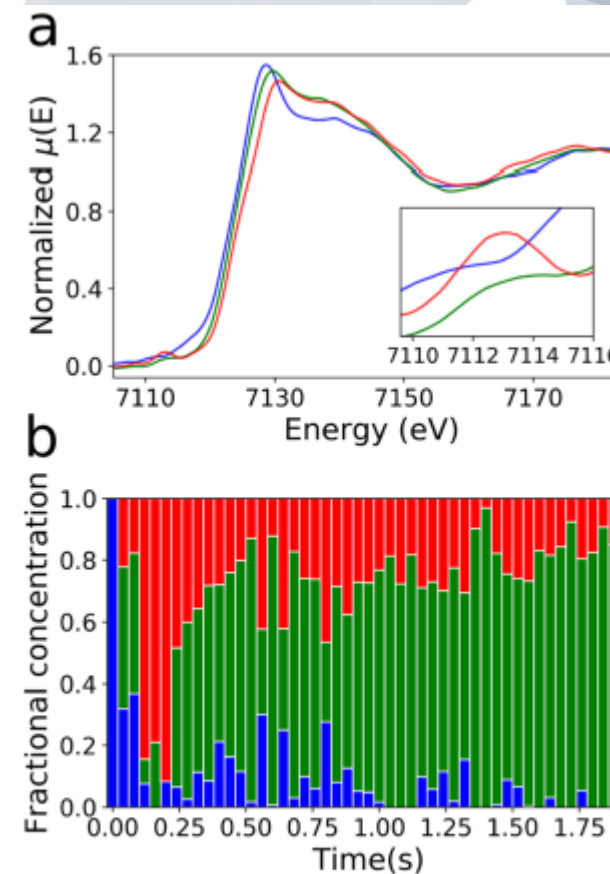 a
1.6
1.2
0.8
0.4
0.0
Normalized μ(E)
7110 7112 7114 7116
7110 7130 7150 7170
Energy (eV)
b
1.0
0.8
0.6
0.4
0.2
0.0
Fractional concentration
0.00 0.25 0.50 0.75 1.00 1.25 1.50 1.75
Time(s)